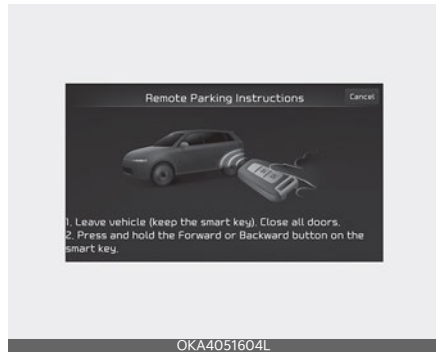 Remote Parking Instructions
Cancel
1. Leave vehicle (keep the smart key). Close all doors.
2. Press and hold the Forward or Backward button on the
smart key.
OKA4051604L